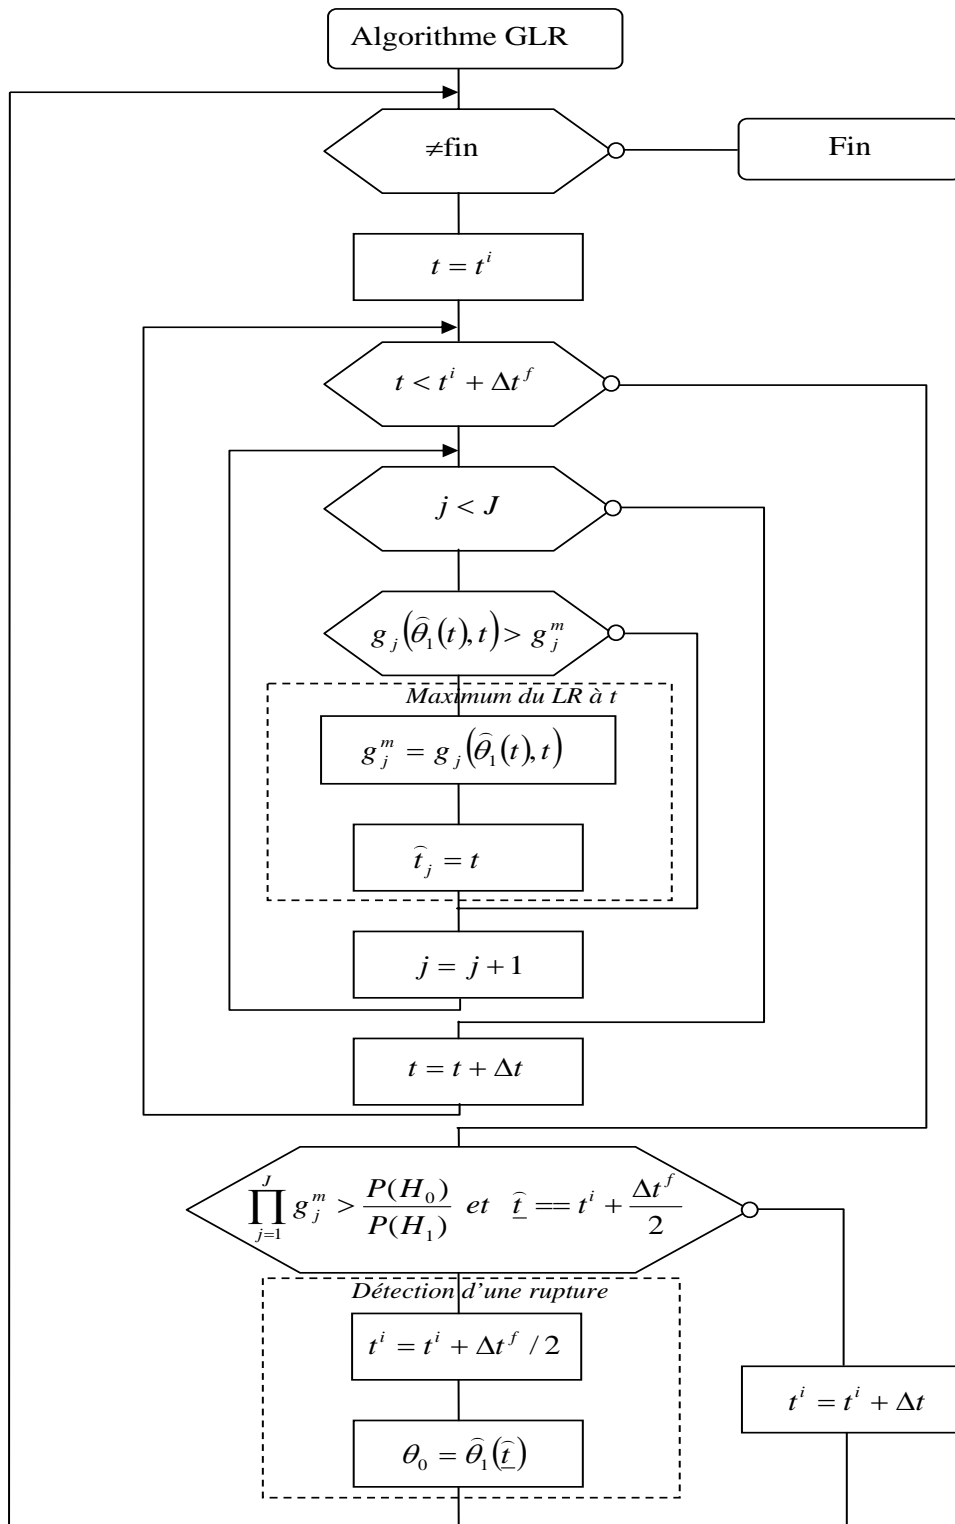 Algorithme GLR
≠fin
Fin
t = t^i
t < t^i + Δt^f
j < J
g_j(θ̂_1(t), t) > g_j^m
Maximum du LR à t
g_j^m = g_j(θ̂_1(t), t)
t̂_j = t
j = j + 1
t = t + Δt
∏_{j=1}^{J} g_j^m > P(H_0)/P(H_1) et t̲̂ == t^i + Δt^f/2
Détection d'une rupture
t^i = t^i + Δt^f / 2
t^i = t^i + Δt
θ_0 = θ̂_1(t̲̂)